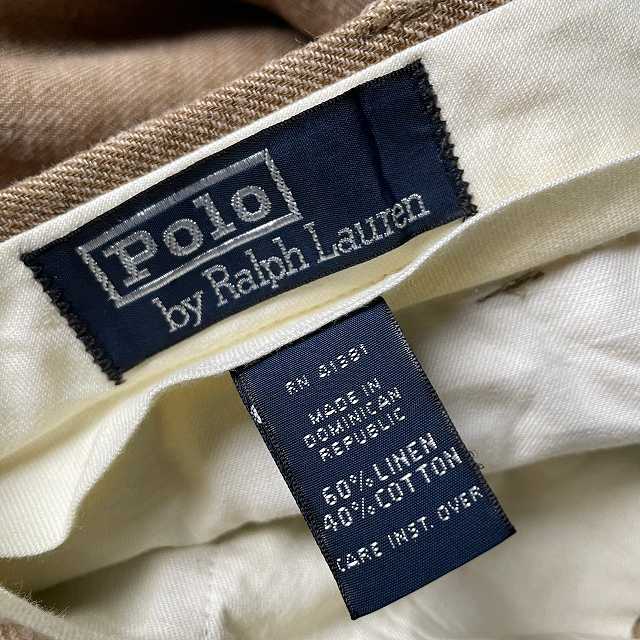 Polo
by Ralph Lauren
RN 41381
MADE IN
DOMINICAN
REPUBLIC
60% LINEN
40% COTTON
CARE INST. OVER